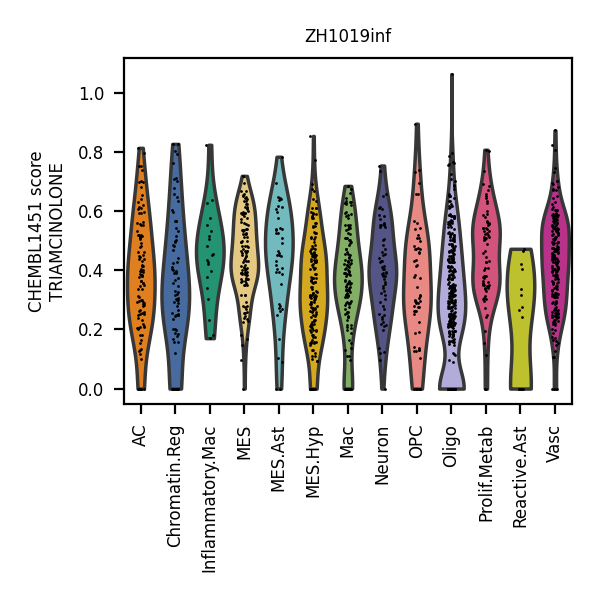 ZH1019inf
CHEMBL1451 score
TRIAMCINOLONE
1.0
0.8
0.6
0.4
0.2
0.0
AC
Chromatin.Reg
Inflammatory.Mac
MES
MES.Ast
MES.Hyp
Mac
Neuron
OPC
Oligo
Prolif.Metab
Reactive.Ast
Vasc